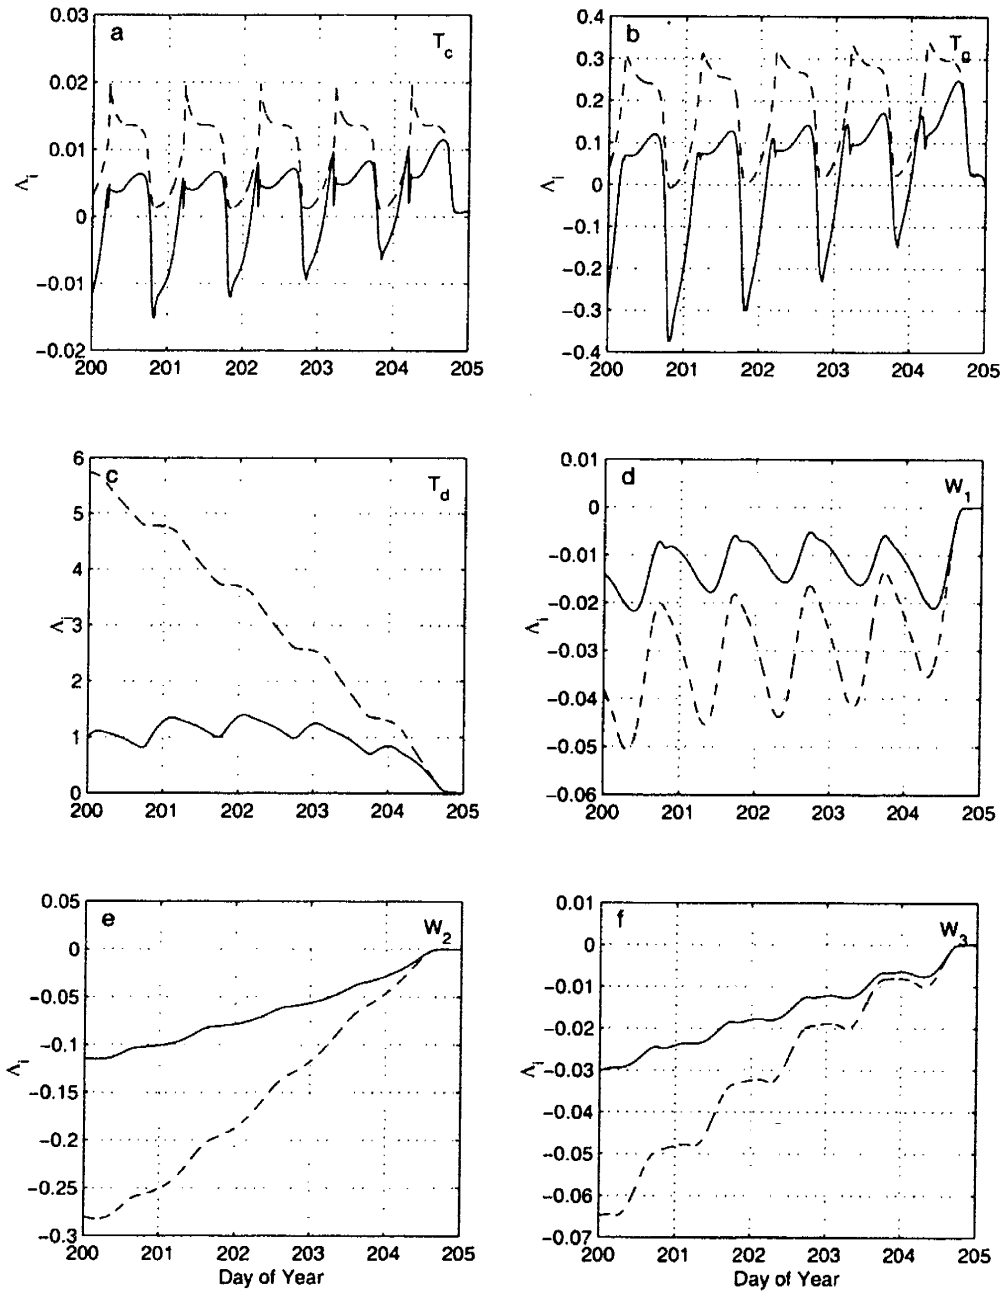 a
T_c
0.03
0.02
0.01
0
−0.01
−0.02
Λ_i
200 201 202 203 204 205
b
T_g
0.4
0.3
0.2
0.1
0
−0.1
−0.2
−0.3
−0.4
Λ_i
200 201 202 203 204 205
c
T_d
6
5
4
3
2
1
0
Λ_i
200 201 202 203 204 205
d
W_1
0.01
0
−0.01
−0.02
−0.03
−0.04
−0.05
−0.06
Λ_i
200 201 202 203 204 205
e
W_2
0.05
0
−0.05
−0.1
−0.15
−0.2
−0.25
−0.3
Λ_i
200 201 202 203 204 205
Day of Year
f
W_3
0.01
0
−0.01
−0.02
−0.03
−0.04
−0.05
−0.06
−0.07
Λ_i
200 201 202 203 204 205
Day of Year